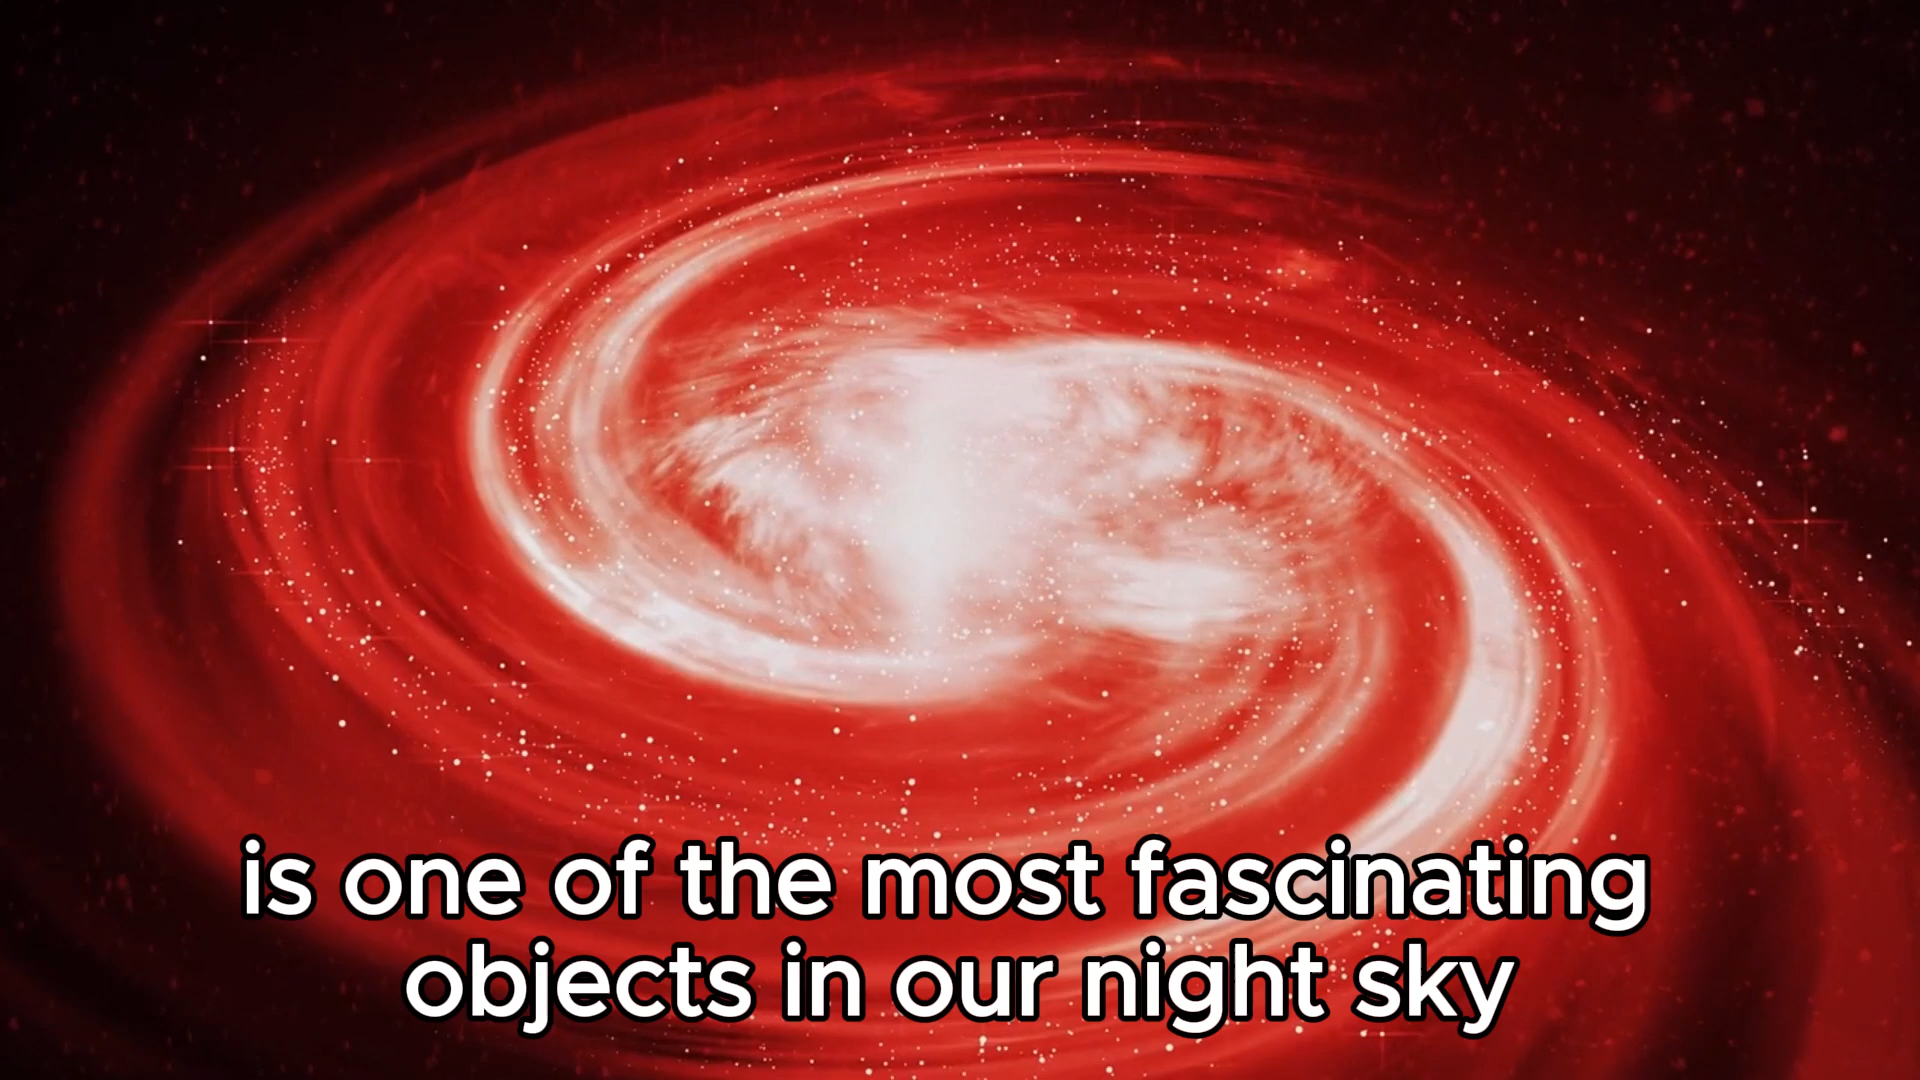 is one of the most fascinating
objects in our night sky